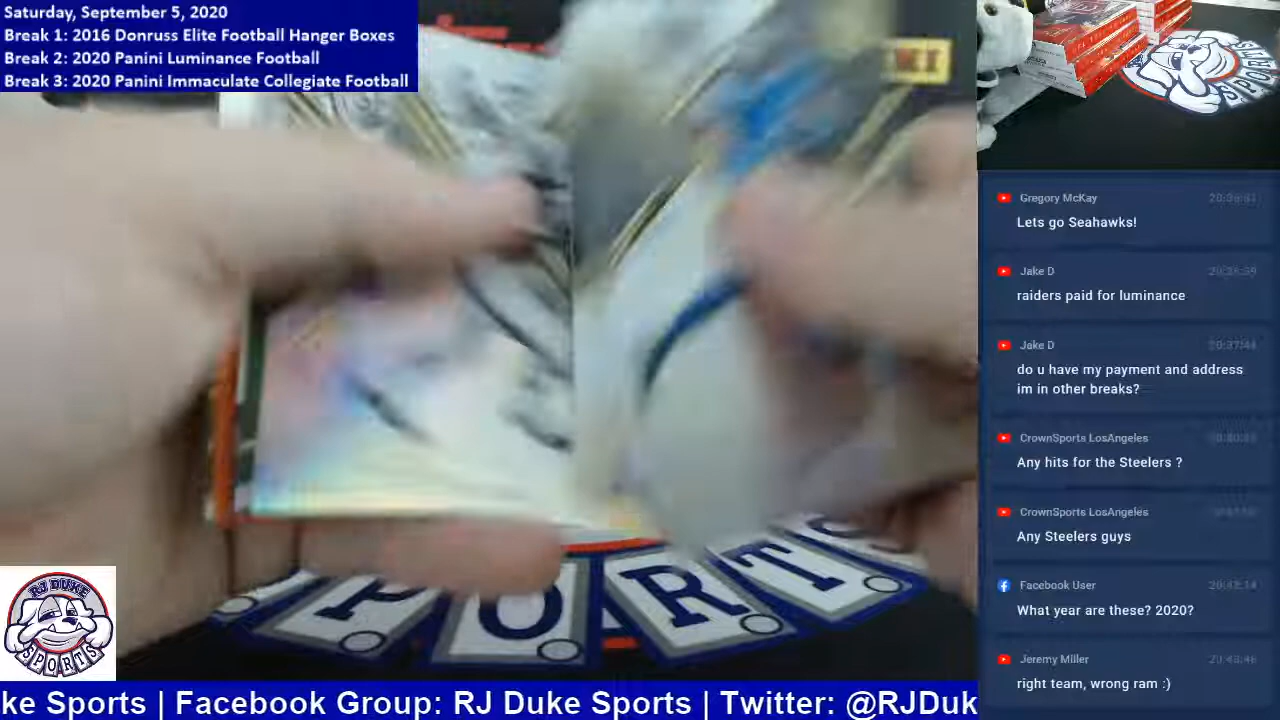 Saturday, September 5, 2020
Break 1: 2016 Donruss Elite Football Hanger Boxes
Break 2: 2020 Panini Luminance Football
Break 3: 2020 Panini Immaculate Collegiate Football
SPORTS
Gregory McKay
Lets go Seahawks!
Jake D
raiders paid for luminance
Jake D
do u have my payment and address
im in other breaks?
CrownSports LosAngeles
Any hits for the Steelers ?
CrownSports LosAngeles
Any Steelers guys
Facebook User
What year are these? 2020?
Jeremy Miller
right team, wrong ram :)
PORTS
RJ DUKE
SPORTS
ke Sports | Facebook Group: RJ Duke Sports | Twitter: @RJDuk